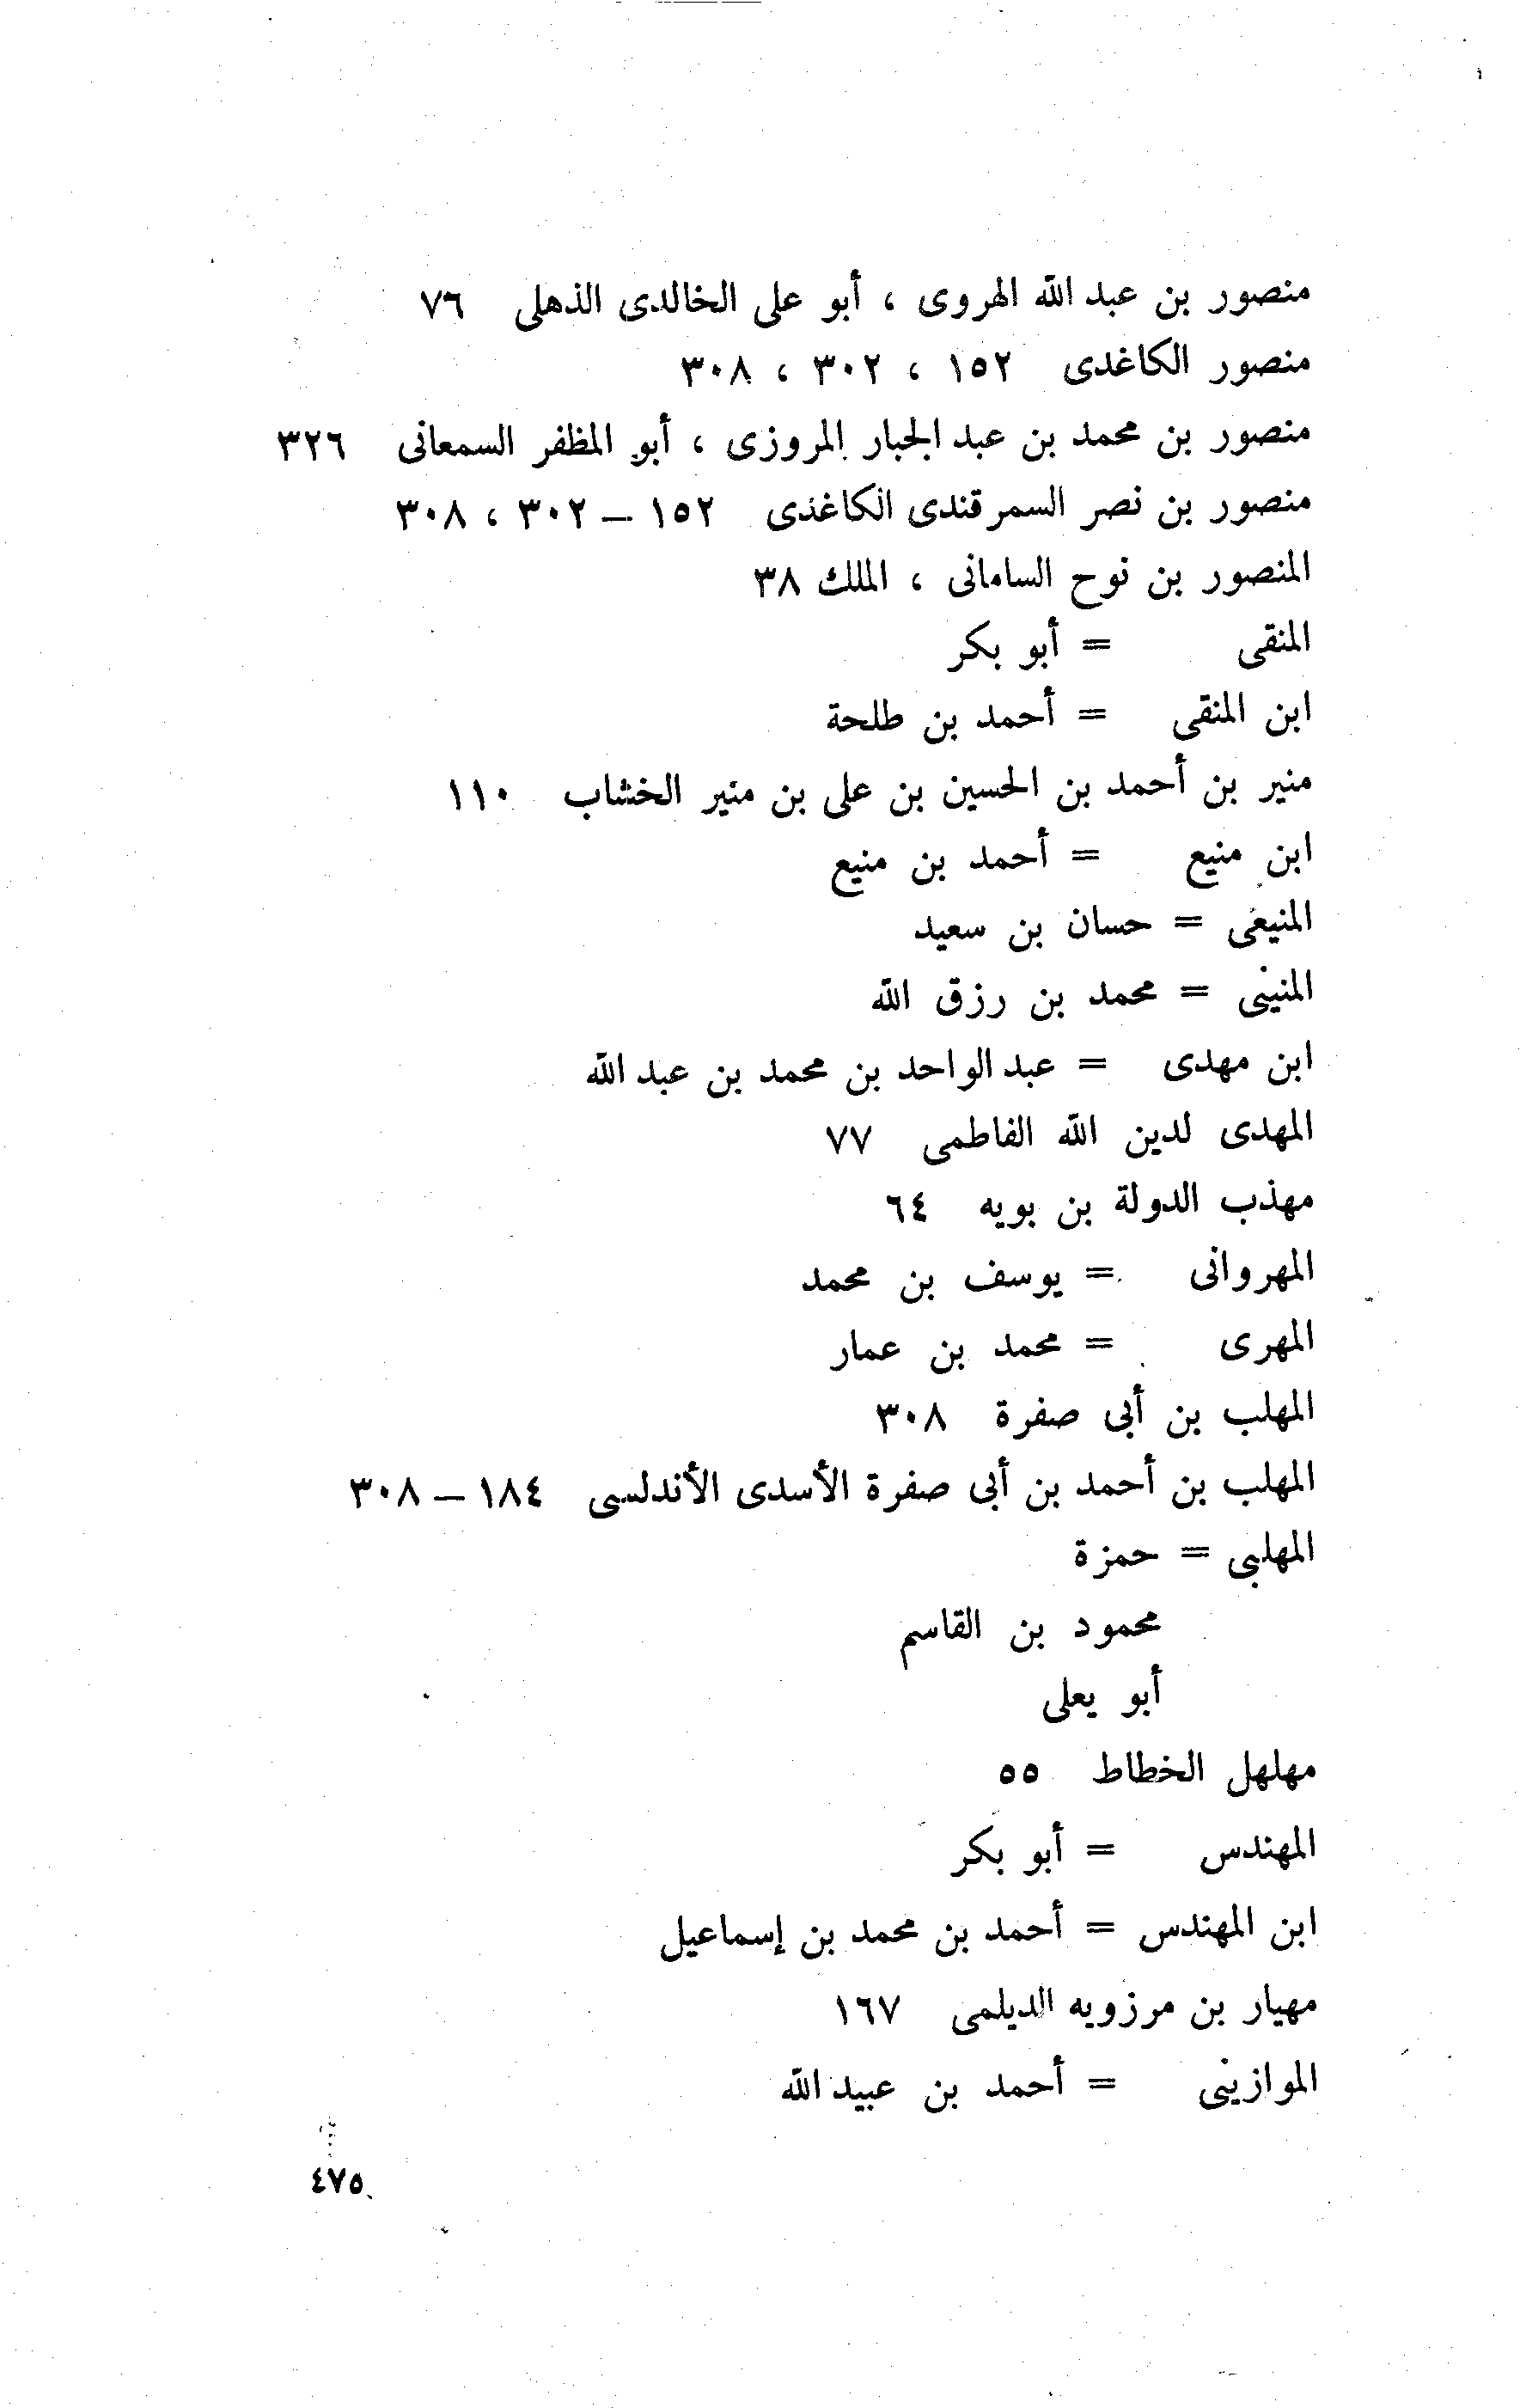 منصور بن عبد الله الهروى ، أبو على الخالدى الذهلى ٧٦
منصور الكاغدى ١٥٢ ، ٣٠٢ ، ٣٠٨
منصور بن محمد بن عبد الجبار المروزى ، أبو المظفر السمعانى ٣٢٦
منصور بن نصر السمرقندى الكاغذى ١٥٢ – ٣٠٢ ، ٣٠٨
المنصور بن نوح السامانى ، الملك ٣٨
المنقى = أبو بكر
ابن المنقى = أحمد بن طلحة
منير بن أحمد بن الحسين بن على بن منير الخشاب ١١٠
ابن منيع = أحمد بن منيع
المنيعى = حسان بن سعيد
المنينى = محمد بن رزق الله
ابن مهدى = عبد الواحد بن محمد بن عبد الله
المهدى لدين الله الفاطمى ٧٧
مهذب الدولة بن بويه ٦٤
المهروانى = يوسف بن محمد
المهرى = محمد بن عمار
المهلب بن أبى صفرة ٣٠٨
المهلب بن أحمد بن أبى صفرة الأسدى الأندلسى ١٨٤ – ٣٠٨
المهلبى = حمزة
محمود بن القاسم
أبو يعلى
مهلهل الخطاط ٥٥
المهندس = أبو بكر
ابن المهندس = أحمد بن محمد بن إسماعيل
مهيار بن مرزويه الديلمى ١٦٧
الموازينى = أحمد بن عبيد الله
٤٧٥